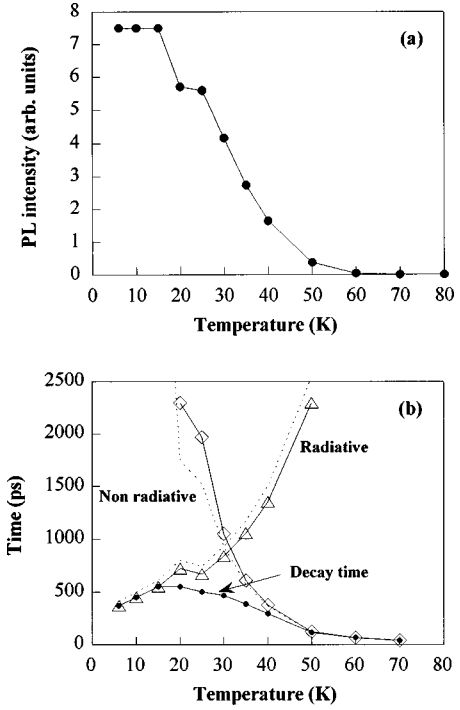 8
7
6
5
4
3
2
1
0
PL intensity (arb. units)
(a)
0 10 20 30 40 50 60 70 80
Temperature (K)
2500
2000
1500
1000
500
0
Time (ps)
(b)
Radiative
Non radiative
Decay time
0 10 20 30 40 50 60 70 80
Temperature (K)